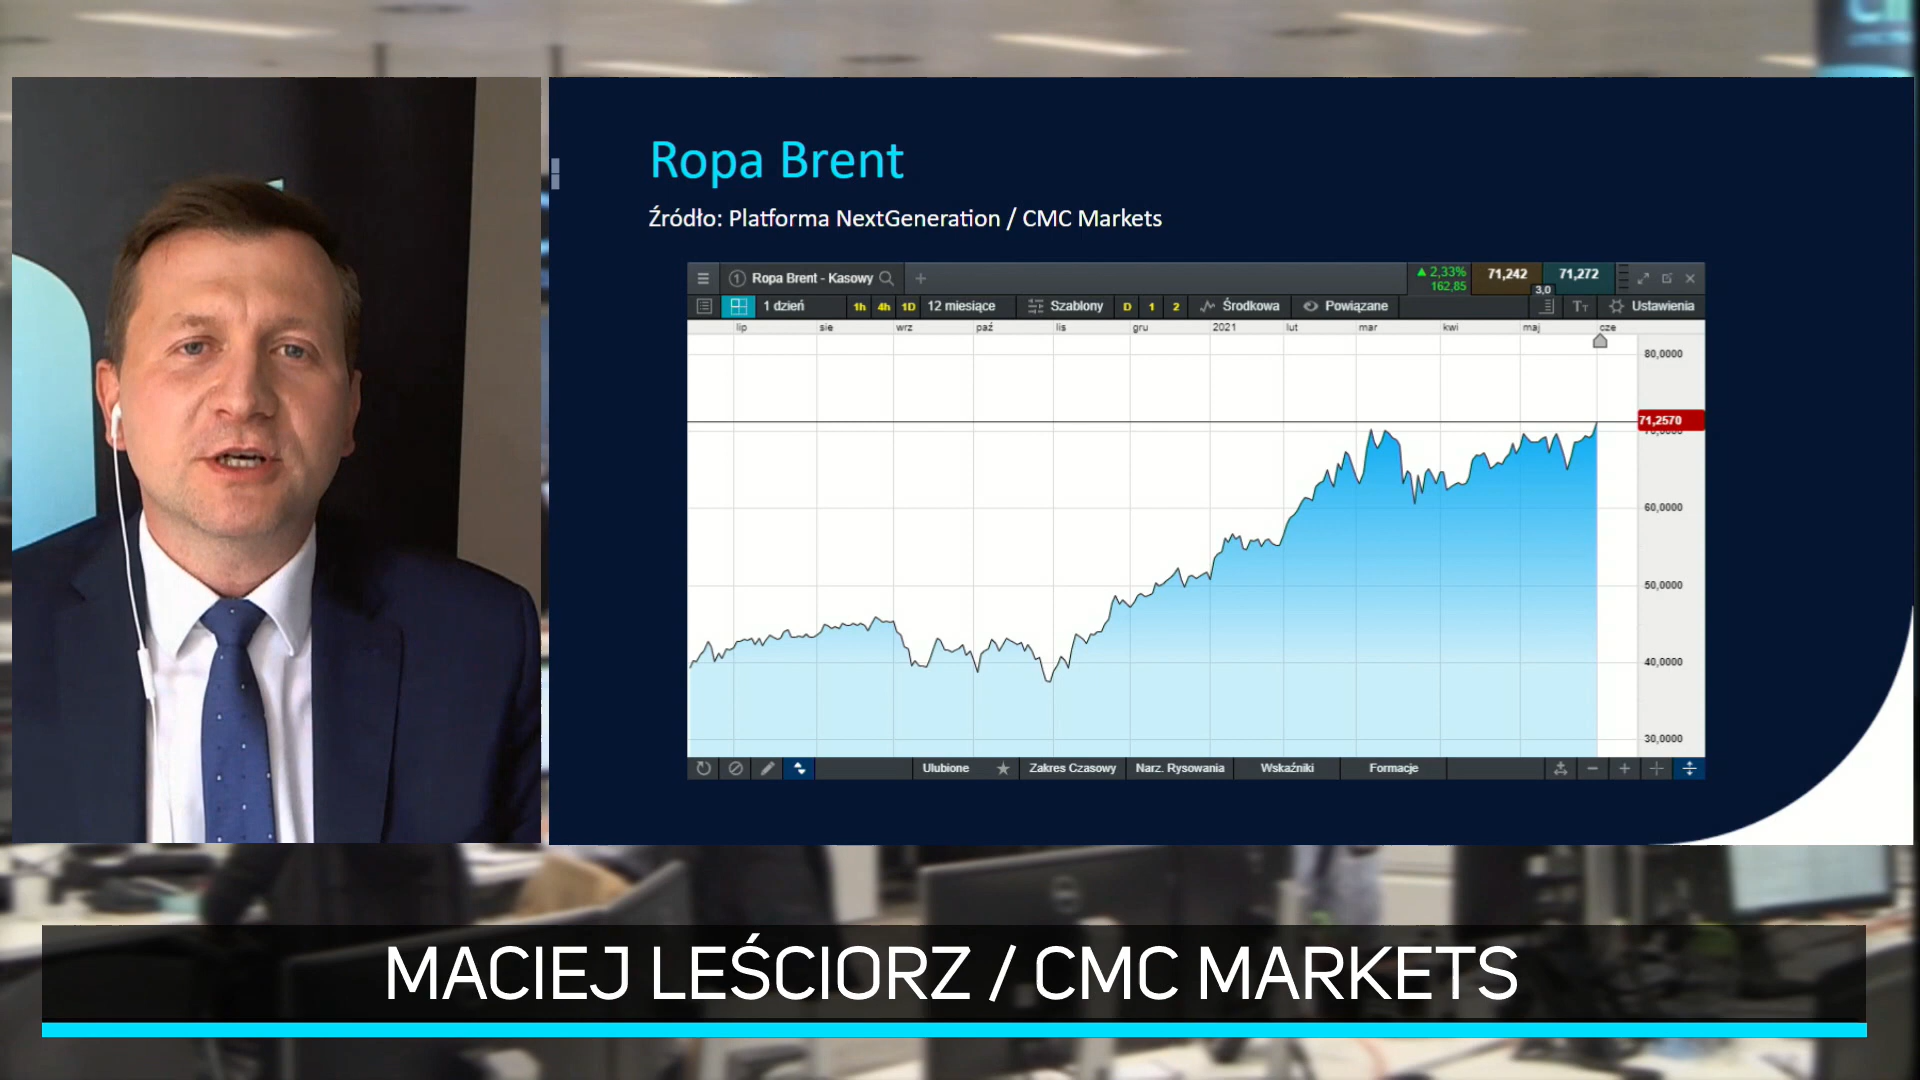 Ropa Brent
Źródło: Platforma NextGeneration / CMC Markets
1 Ropa Brent - Kasowy
2,33%
162,85
71,242
71,272
3,0
1 dzień 1h 4h 1D 12 miesiące Szablony D 1 2 Środkowa Powiązane Ustawienia
lip sie wrz paź lis gru 2021 lut mar kwi maj cze
80,0000
71,2570
60,0000
50,0000
40,0000
30,0000
Ulubione Zakres Czasowy Narz. Rysowania Wskaźniki Formacje
MACIEJ LEŚCIORZ / CMC MARKETS